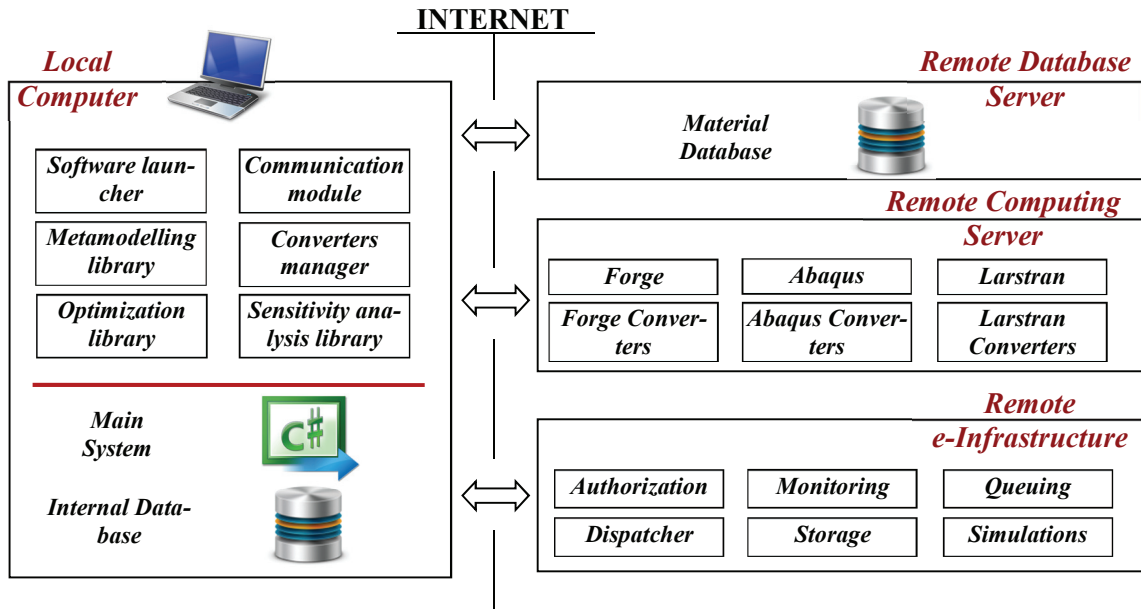 INTERNET
Local
Computer
Software laun-
cher
Communication
module
Metamodelling
library
Converters
manager
Optimization
library
Sensitivity ana-
lysis library
Main
System
C#
Internal Data-
base
Remote Database
Server
Material
Database
Remote Computing
Server
Forge
Abaqus
Larstran
Forge Conver-
ters
Abaqus Conver-
ters
Larstran
Converters
Remote
e-Infrastructure
Authorization
Monitoring
Queuing
Dispatcher
Storage
Simulations